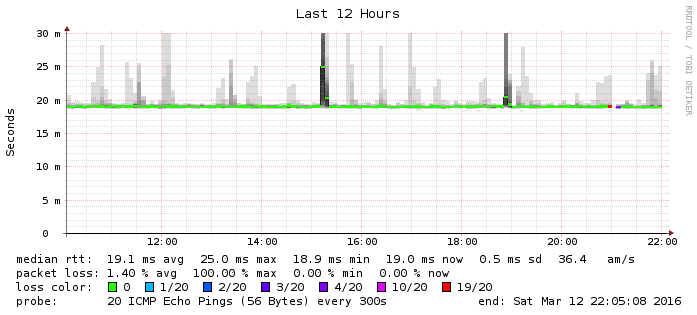 Last 12 Hours
RRDTOOL / TOBI OETIKER
Seconds
30 m
25 m
20 m
15 m
10 m
5 m
0
12:00 14:00 16:00 18:00 20:00 22:00
median rtt: 19.1 ms avg 25.0 ms max 18.9 ms min 19.0 ms now 0.5 ms sd 36.4 am/s
packet loss: 1.40 % avg 100.00 % max 0.00 % min 0.00 % now
loss color: 0 1/20 2/20 3/20 4/20 10/20 19/20
probe: 20 ICMP Echo Pings (56 Bytes) every 300s end: Sat Mar 12 22:05:08 2016